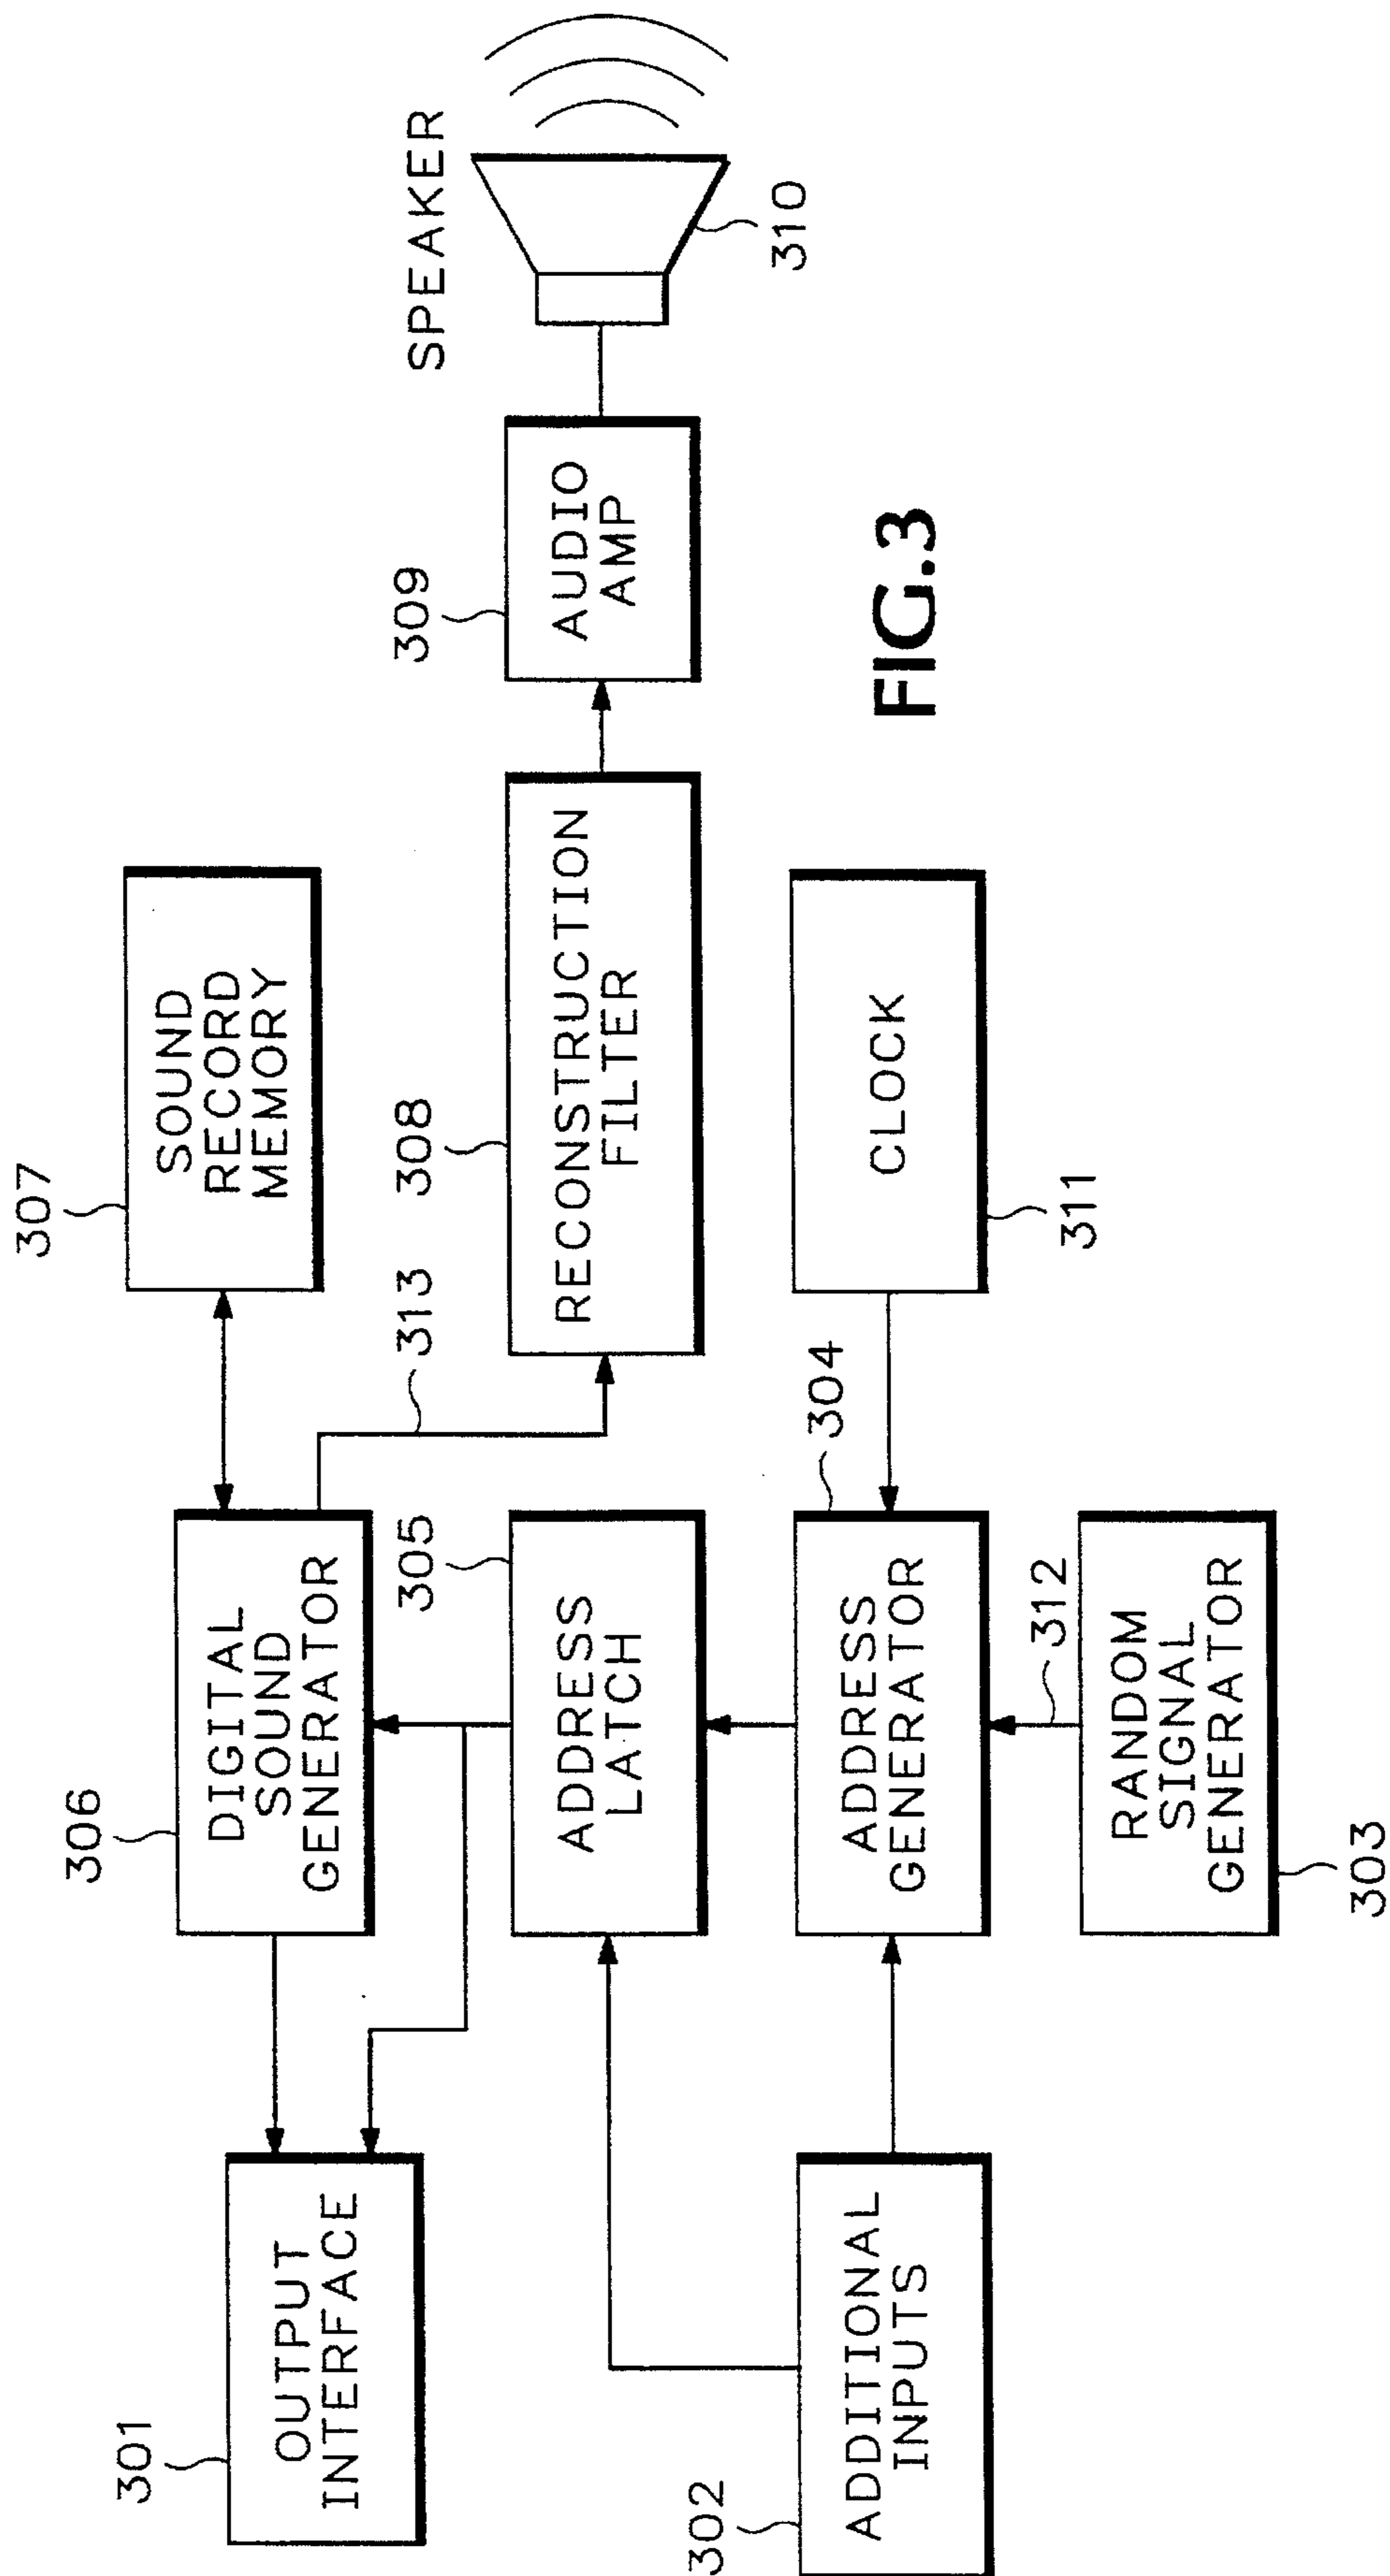 307
SOUND
RECORD
MEMORY
306
DIGITAL
SOUND
GENERATOR
301
OUTPUT
INTERFACE
313
SPEAKER
310
309
AUDIO
AMP
308
RECONSTRUCTION
FILTER
305
ADDRESS
LATCH
304
ADDRESS
GENERATOR
CLOCK
311
302
ADDITIONAL
INPUTS
312
RANDOM
SIGNAL
GENERATOR
303
FIG.3